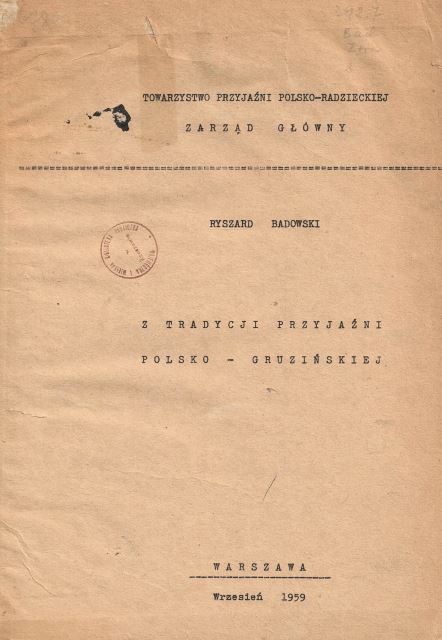 TOWARZYSTWO PRZYJAŹNI POLSKO-RADZIECKIEJ
ZARZĄD GŁÓWNY
RYSZARD BADOWSKI
Z TRADYCJI PRZYJAŹNI
POLSKO - GRUZIŃSKIEJ
WARSZAWA
Wrzesień 1959